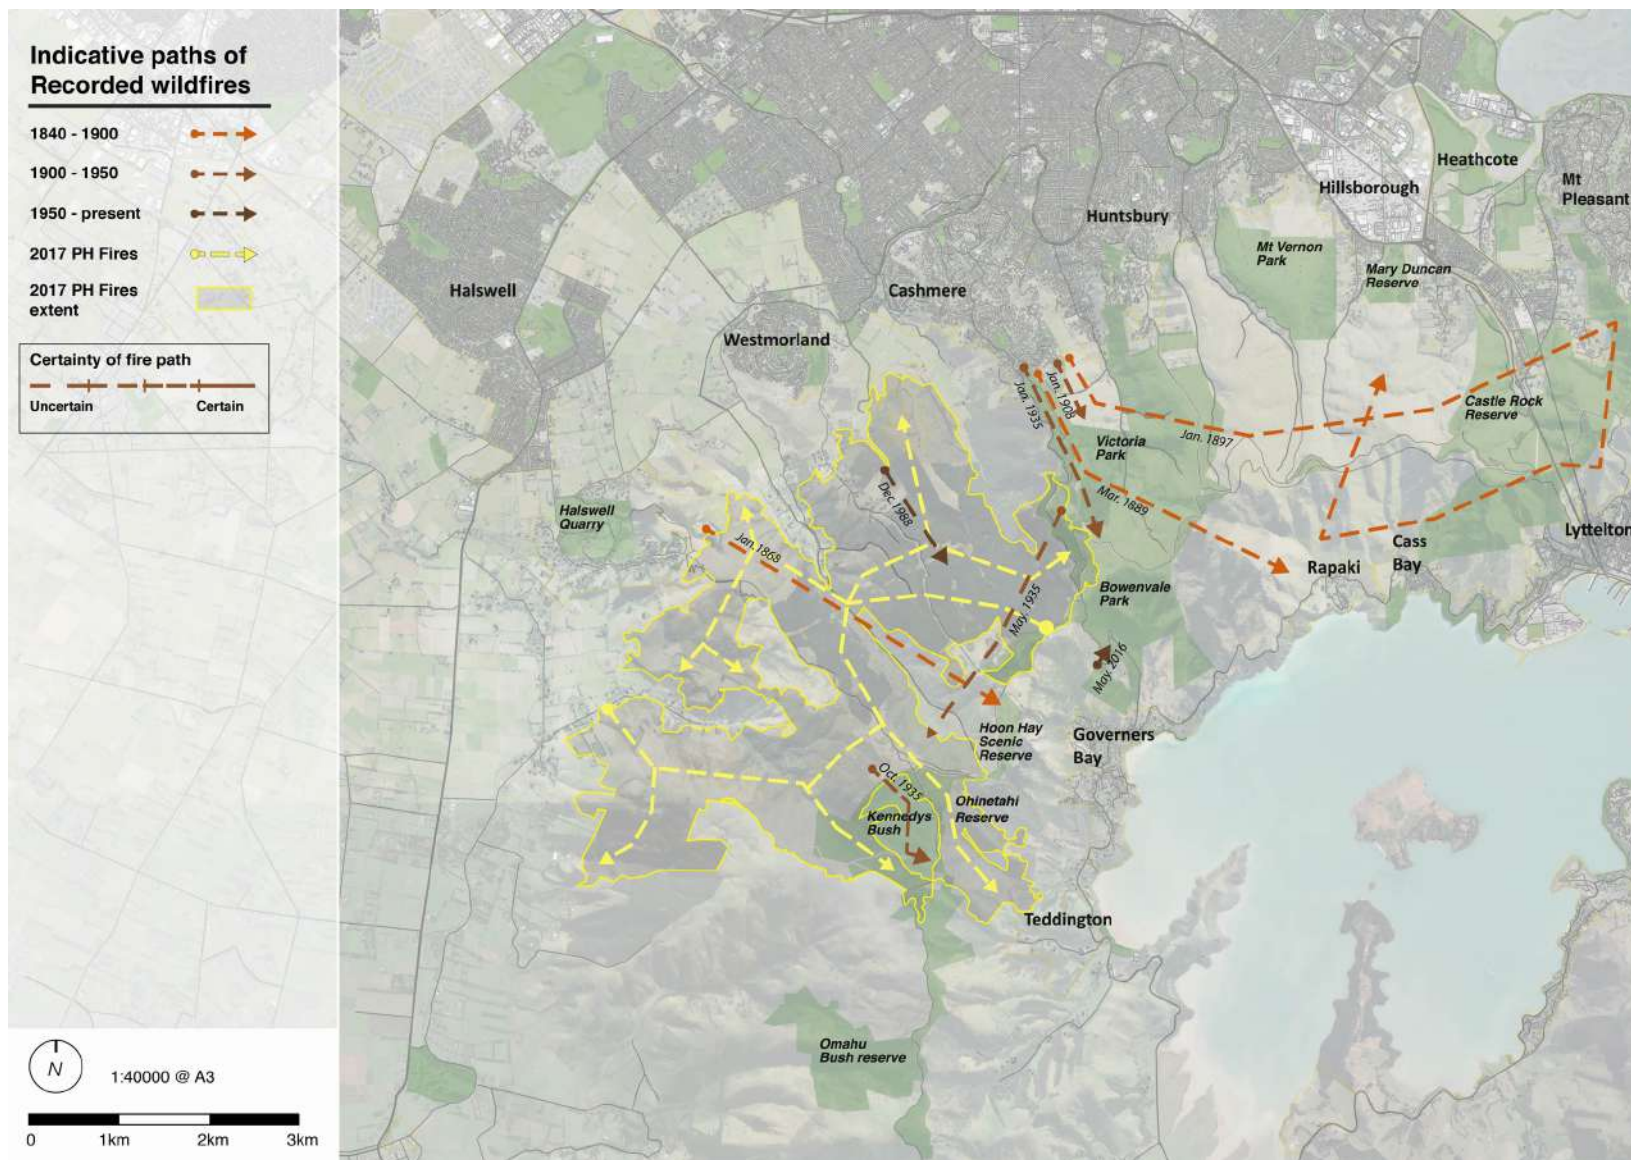 Indicative paths of
Recorded wildfires
1840 - 1900
1900 - 1950
1950 - present
2017 PH Fires
2017 PH Fires
extent
Certainty of fire path
Uncertain
Certain
N
1:40000 @ A3
0
1km
2km
3km
Heathcote
Mt
Pleasant
Hillsborough
Huntsbury
Mt Vernon
Park
Mary Duncan
Reserve
Halswell
Cashmere
Westmorland
Jan. 1935
Jan. 1908
Castle Rock
Reserve
Jan. 1897
Victoria
Park
Mar. 1889
Dec. 1988
Halswell
Quarry
Jan. 1868
Lyttelton
Cass
Bay
Rapaki
Bowenvale
Park
May. 1935
May. 2016
Hoon Hay
Scenic
Reserve
Governers
Bay
Oct. 1935
Ohinetahi
Reserve
Kennedys
Bush
Teddington
Omahu
Bush reserve